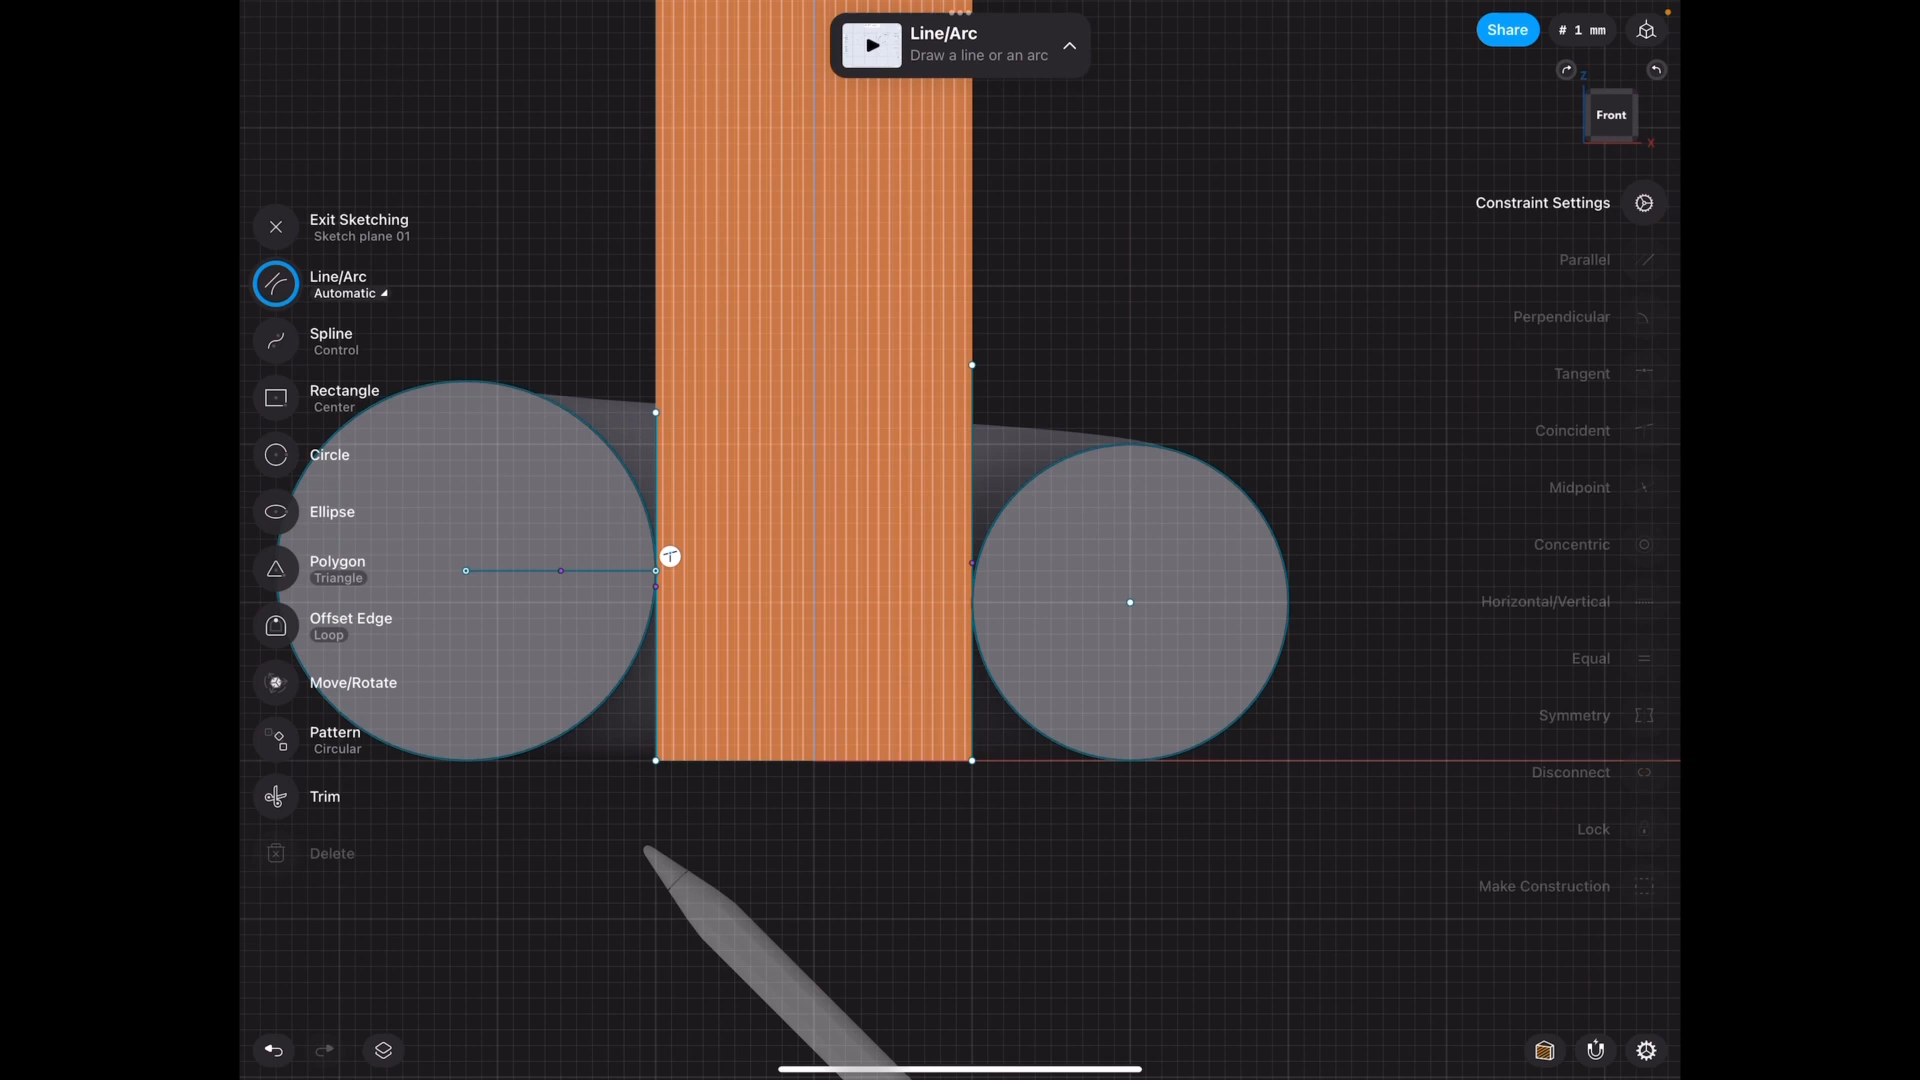 Line/Arc
Draw a line or an arc
Share
# 1 mm
Z
Front
X
Exit Sketching
Sketch plane 01
Line/Arc
Automatic
Spline
Control
Rectangle
Center
Circle
Ellipse
Polygon
Triangle
Offset Edge
Loop
Move/Rotate
Pattern
Circular
Trim
Delete
Constraint Settings
Parallel
Perpendicular
Tangent
Coincident
Midpoint
Concentric
Horizontal/Vertical
Equal
Symmetry
Disconnect
Lock
Make Construction